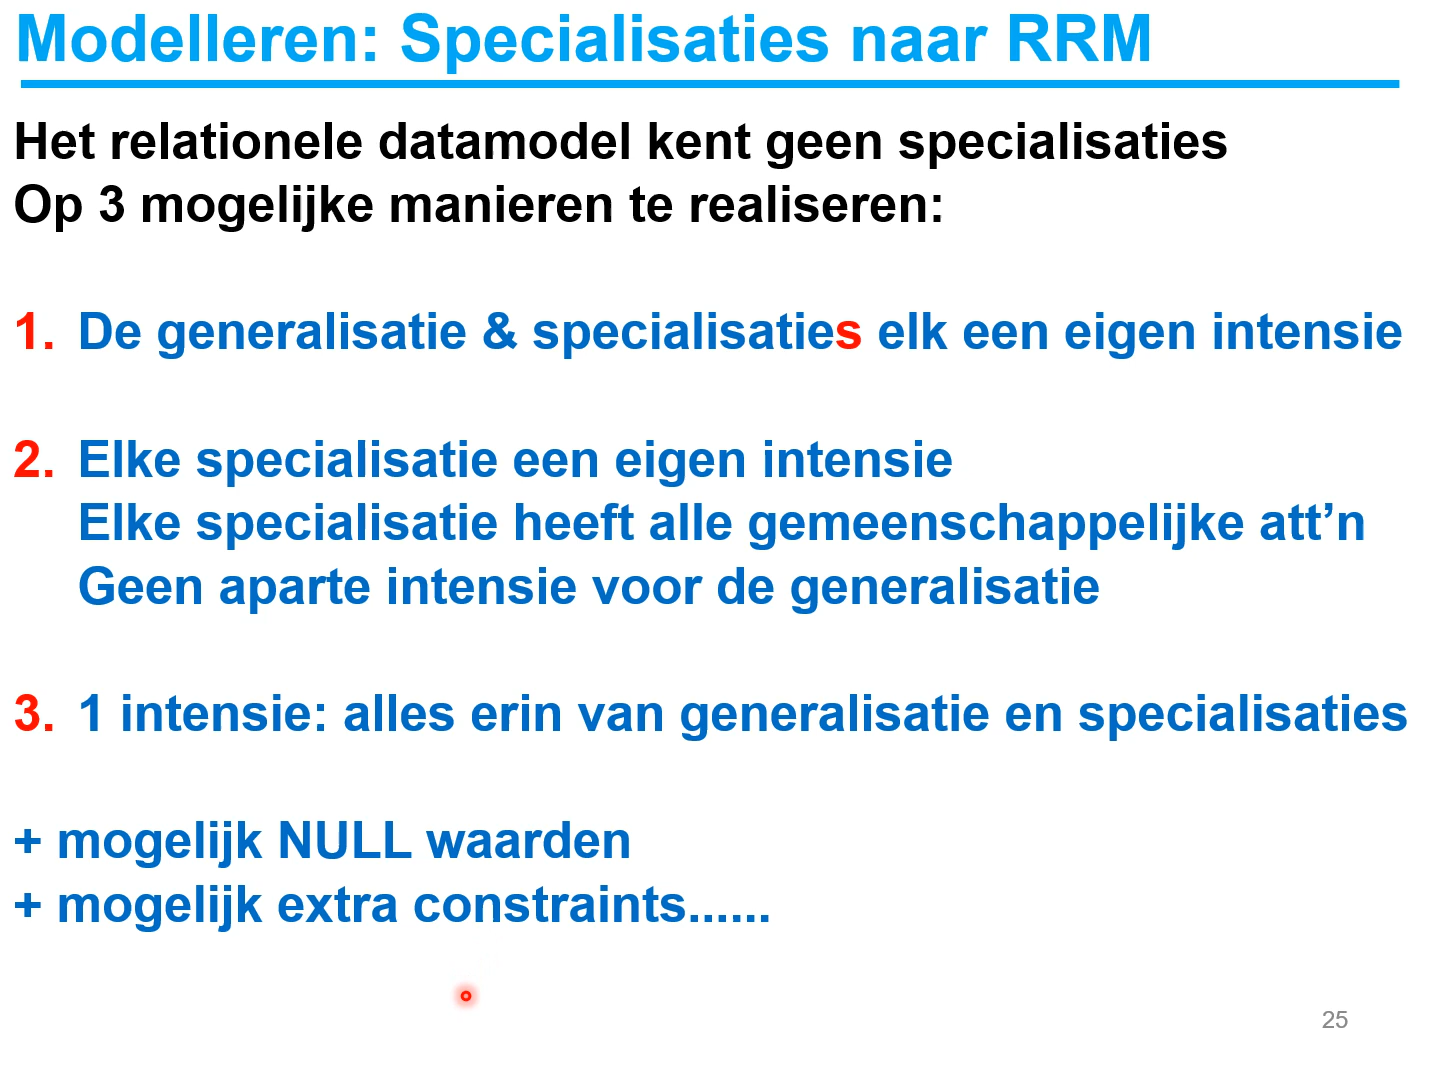 Modelleren: Specialisaties naar RRM
Het relationele datamodel kent geen specialisaties
Op 3 mogelijke manieren te realiseren:
1. De generalisatie & specialisaties elk een eigen intensie
2. Elke specialisatie een eigen intensie
Elke specialisatie heeft alle gemeenschappelijke att’n
Geen aparte intensie voor de generalisatie
3. 1 intensie: alles erin van generalisatie en specialisaties
+ mogelijk NULL waarden
+ mogelijk extra constraints......
25